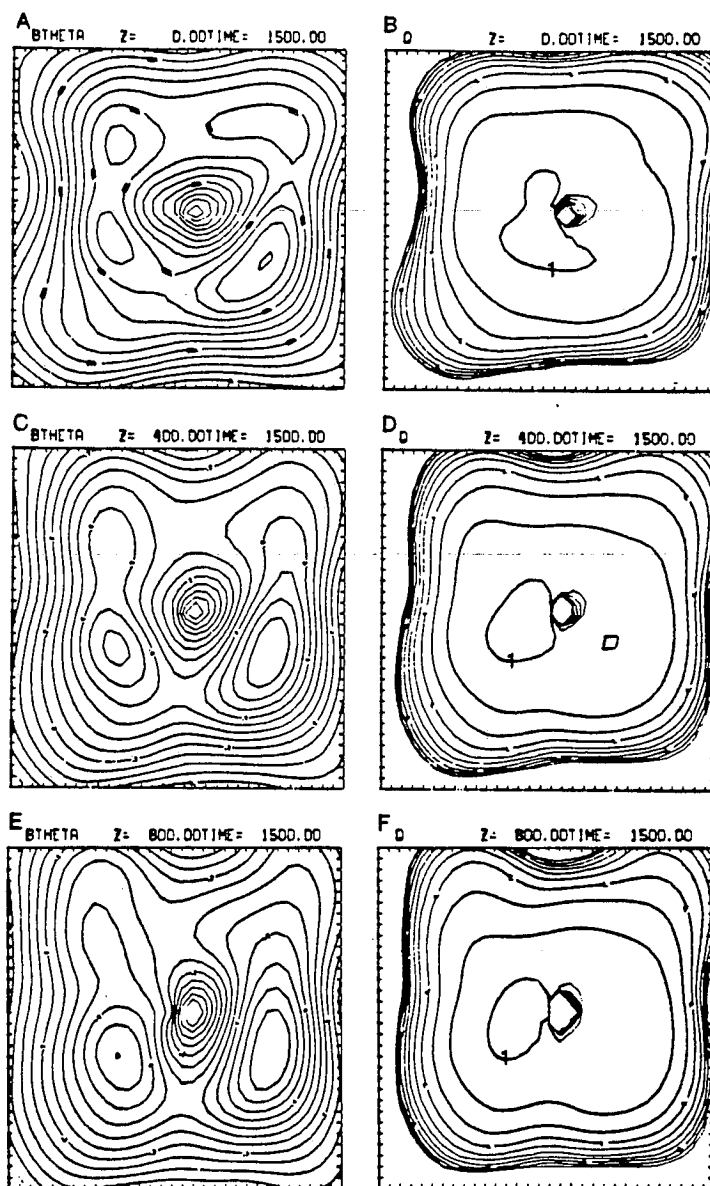 A
BTHETA Z= 0.00TIME= 1500.00
B
Q Z= 0.00TIME= 1500.00
1
C
BTHETA Z= 400.00TIME= 1500.00
D
Q Z= 400.00TIME= 1500.00
1
E
BTHETA Z= 800.00TIME= 1500.00
F
Q Z= 800.00TIME= 1500.00
1